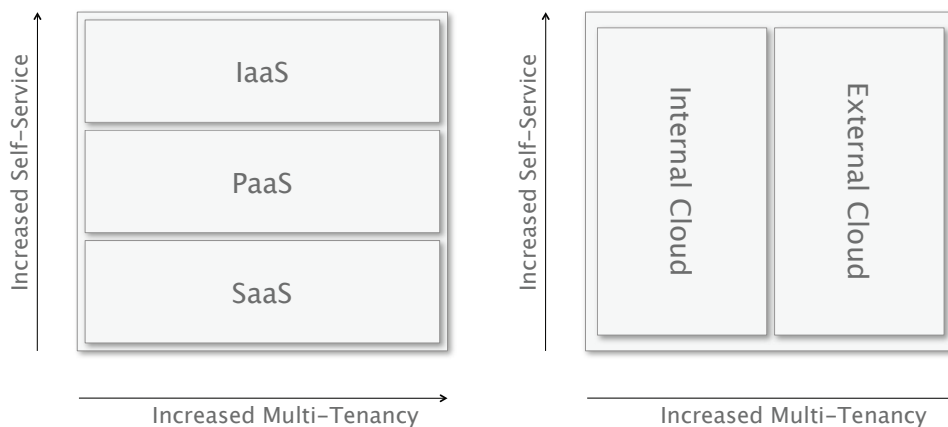 Increased Self-Service
IaaS
PaaS
SaaS
Increased Multi-Tenancy
Increased Self-Service
Internal Cloud
External Cloud
Increased Multi-Tenancy